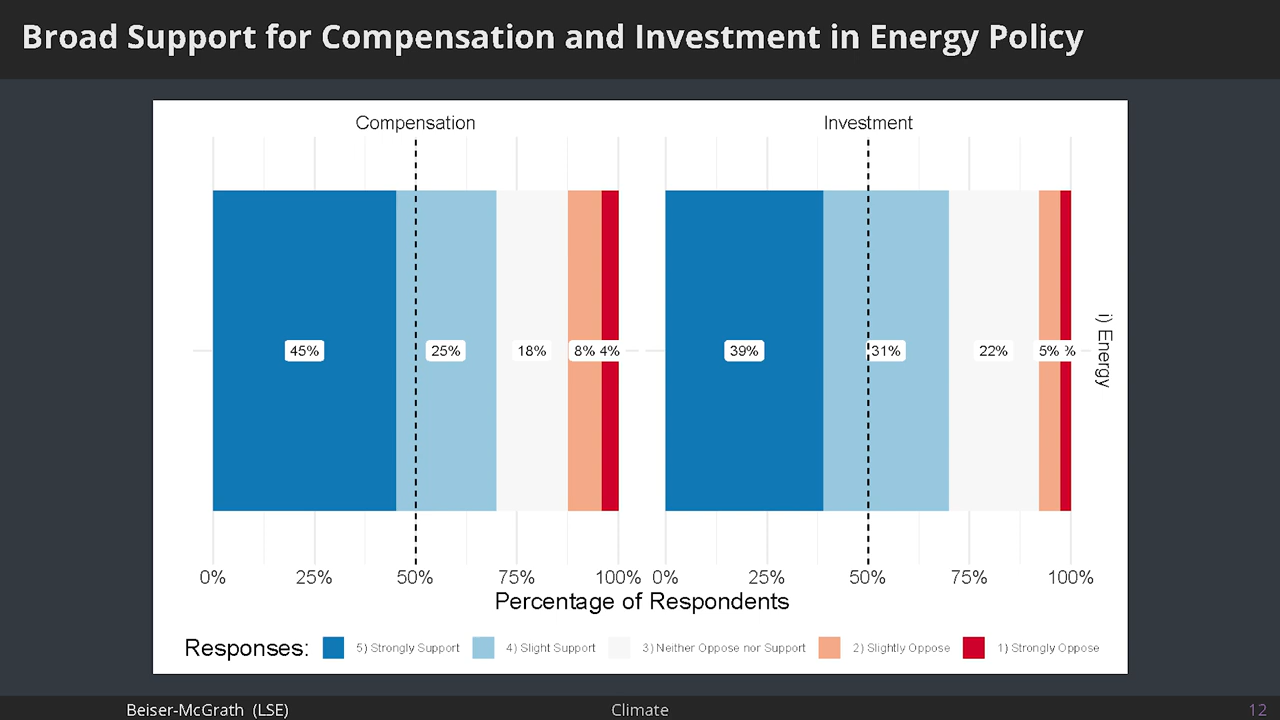 Broad Support for Compensation and Investment in Energy Policy
Compensation
Investment
45%
25%
18%
8%
4%
39%
31%
22%
5%
%
i) Energy
0%
25%
50%
75%
100%
0%
25%
50%
75%
100%
Percentage of Respondents
Responses:
5) Strongly Support
4) Slight Support
3) Neither Oppose nor Support
2) Slightly Oppose
1) Strongly Oppose
Beiser-McGrath (LSE)
Climate
12